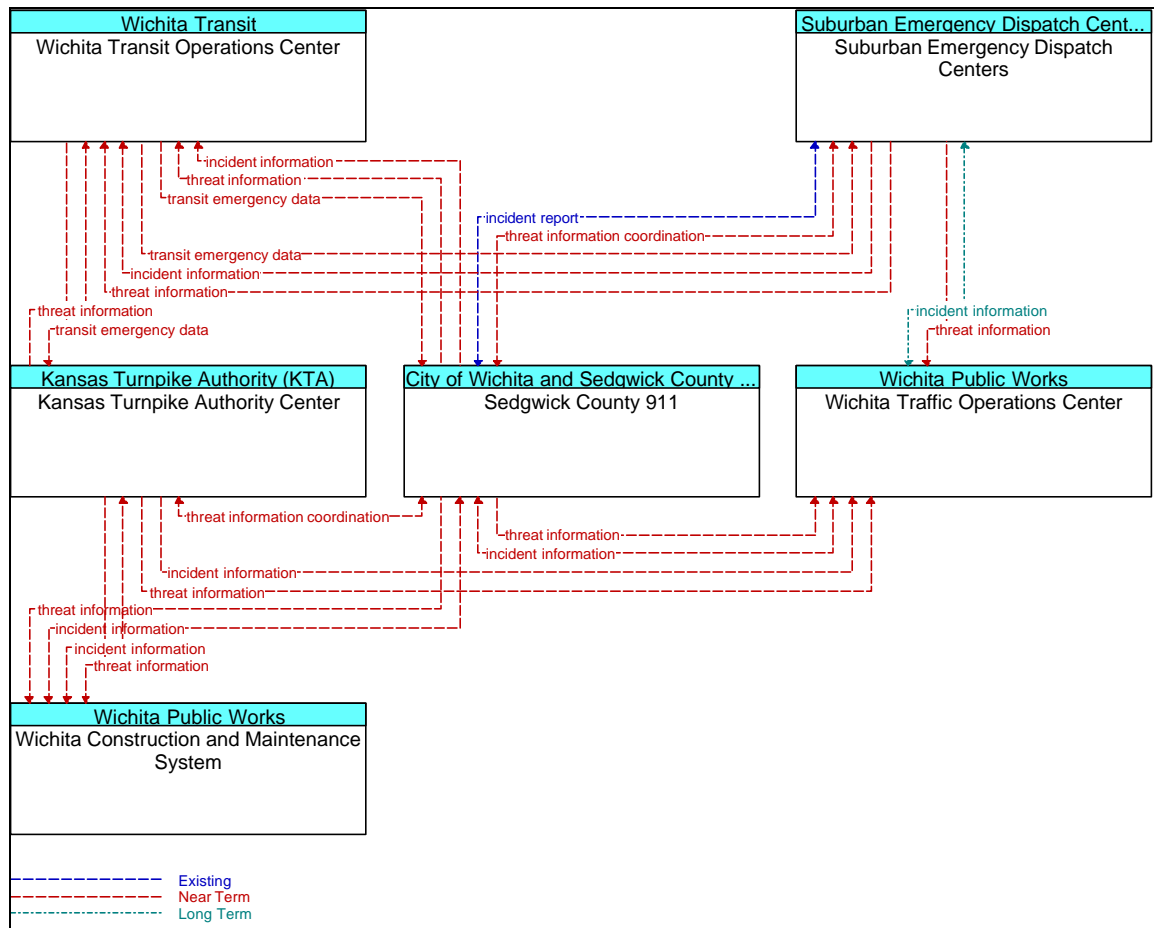 Wichita Transit
Wichita Transit Operations Center
Suburban Emergency Dispatch Cent...
Suburban Emergency Dispatch
Centers
incident information
threat information
transit emergency data
incident report
threat information coordination
transit emergency data
incident information
threat information
threat information
transit emergency data
incident information
threat information
Kansas Turnpike Authority (KTA)
Kansas Turnpike Authority Center
City of Wichita and Sedgwick County ...
Sedgwick County 911
Wichita Public Works
Wichita Traffic Operations Center
threat information coordination
threat information
incident information
incident information
threat information
threat information
incident information
incident information
threat information
Wichita Public Works
Wichita Construction and Maintenance
System
Existing
Near Term
Long Term